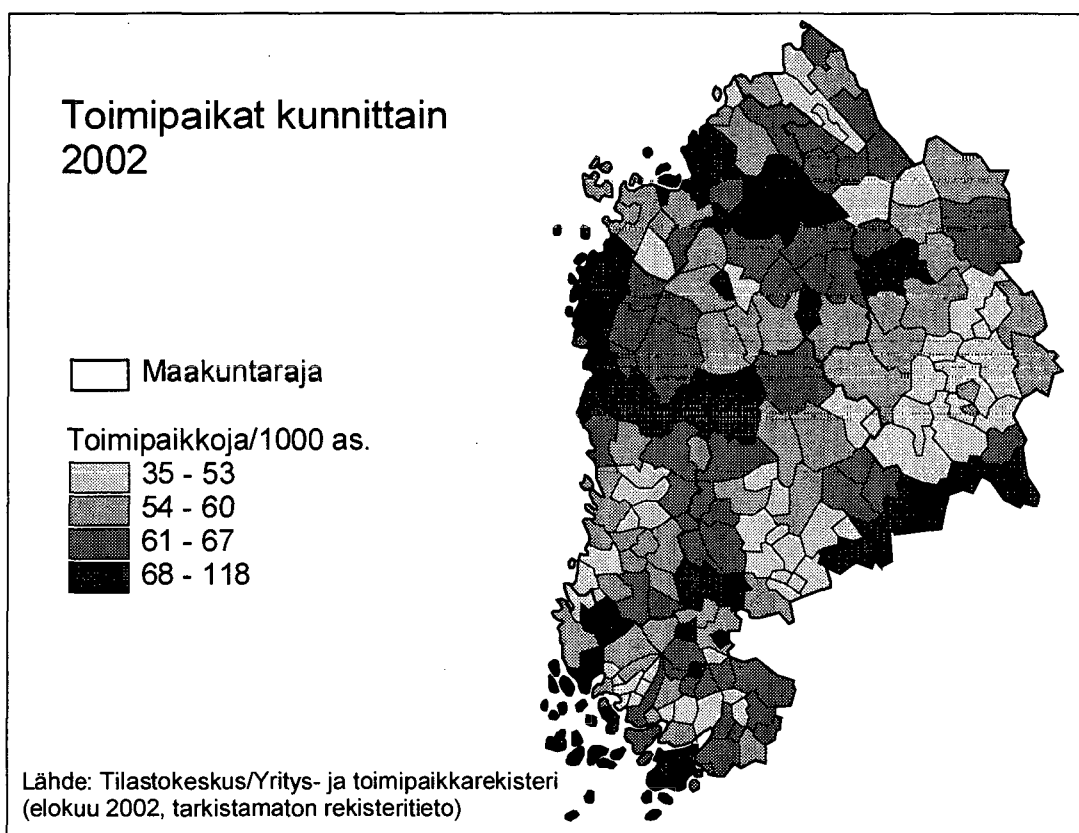 Toimipaikat kunnittain
2002
Maakuntaraja
Toimipaikkoja/1000 as.
35 - 53
54 - 60
61 - 67
68 - 118
Lähde: Tilastokeskus/Yritys- ja toimipaikkarekisteri
(elokuu 2002, tarkistamaton rekisteritieto)